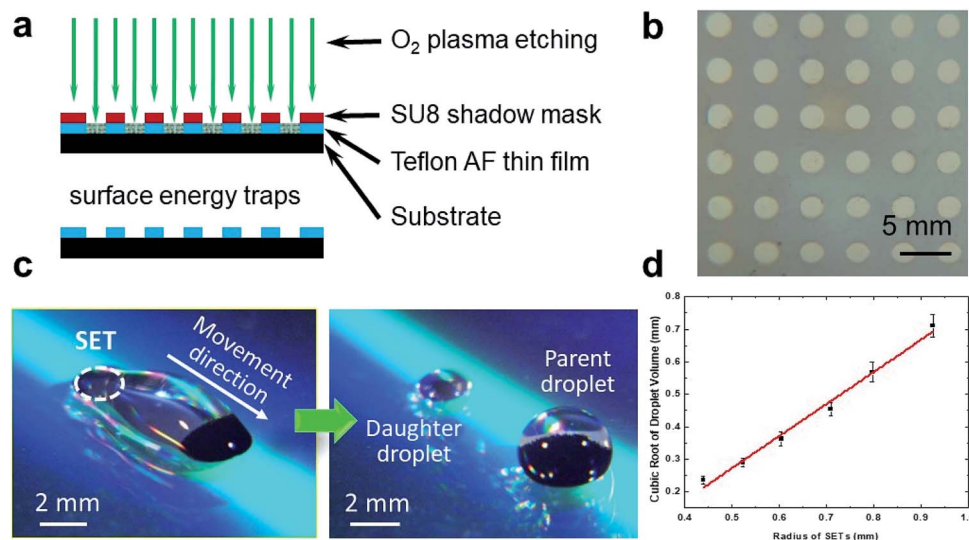 a
O2 plasma etching
SU8 shadow mask
Teflon AF thin film
surface energy traps
Substrate
b
5 mm
c
SET
Movement
direction
2 mm
Daughter
droplet
Parent
droplet
2 mm
d
Cubic Root of Droplet Volume (mm)
0.8
0.7
0.6
0.5
0.4
0.3
0.2
0.4
0.5
0.6
0.7
0.8
0.9
1.0
Radius of SETs (mm)